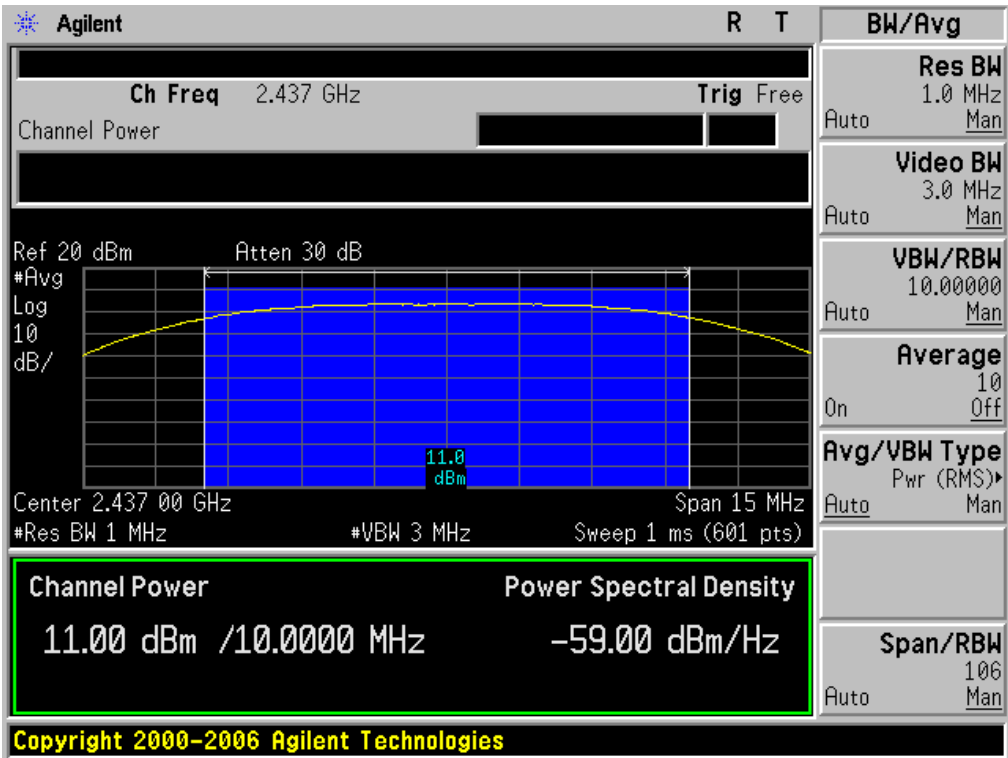 Agilent R T
Ch Freq 2.437 GHz Trig Free
Channel Power
Ref 20 dBm Atten 30 dB
#Avg
Log
10
dB/
11.0
dBm
Center 2.437 00 GHz Span 15 MHz
#Res BW 1 MHz #VBW 3 MHz Sweep 1 ms (601 pts)
Channel Power Power Spectral Density
11.00 dBm /10.0000 MHz -59.00 dBm/Hz
Copyright 2000-2006 Agilent Technologies
BW/Avg
Res BW
1.0 MHz
Auto Man
Video BW
3.0 MHz
Auto Man
VBW/RBW
10.00000
Auto Man
Average
10
On Off
Avg/VBW Type
Pwr (RMS)▸
Auto Man
Span/RBW
106
Auto Man